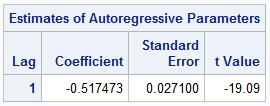 Estimates of Autoregressive Parameters
Lag Coefficient Standard Error t Value
1 -0.517473 0.027100 -19.09